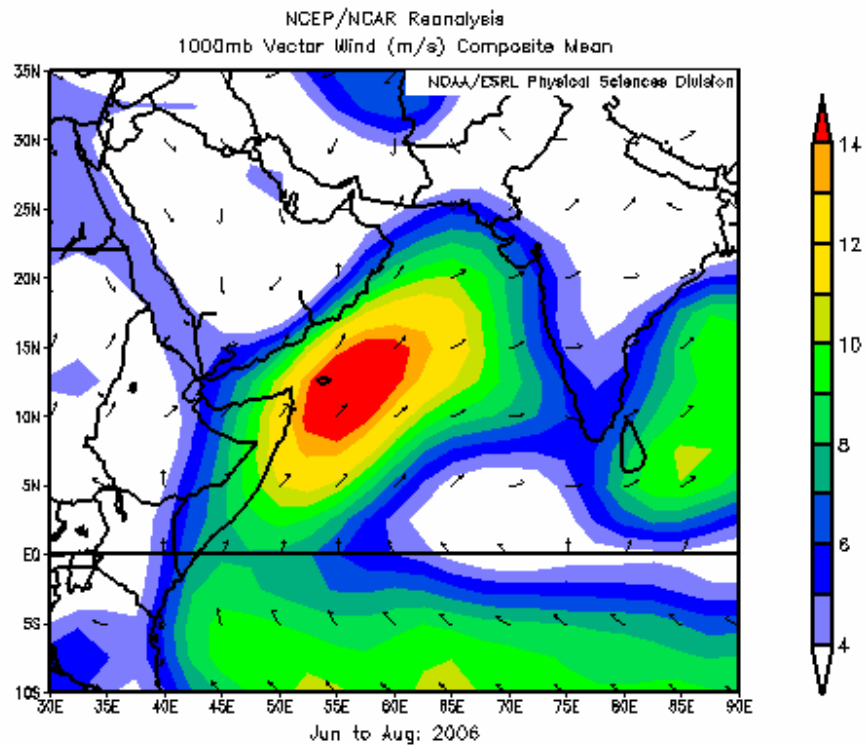 NCEP/NCAR Reanalysis
1000mb Vector Wind (m/s) Composite Mean
NOAA/ESRL Physical Sciences Division
35N
30N
25N
20N
15N
10N
5N
EQ
5S
10S
30E 35E 40E 45E 50E 55E 60E 65E 70E 75E 80E 85E 90E
Jun to Aug: 2006
14
12
10
8
6
4